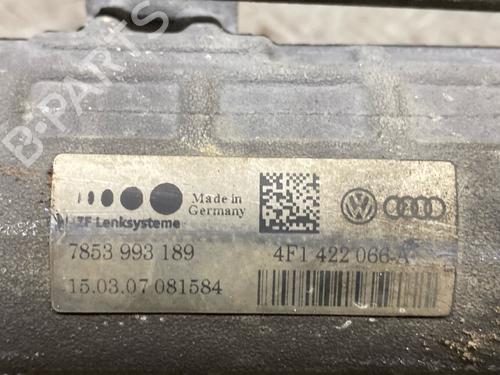 B-PARTS
Made in
Germany
ZF Lenksysteme
7853 993 189
4F1 422 066 A
15.03.07 081584